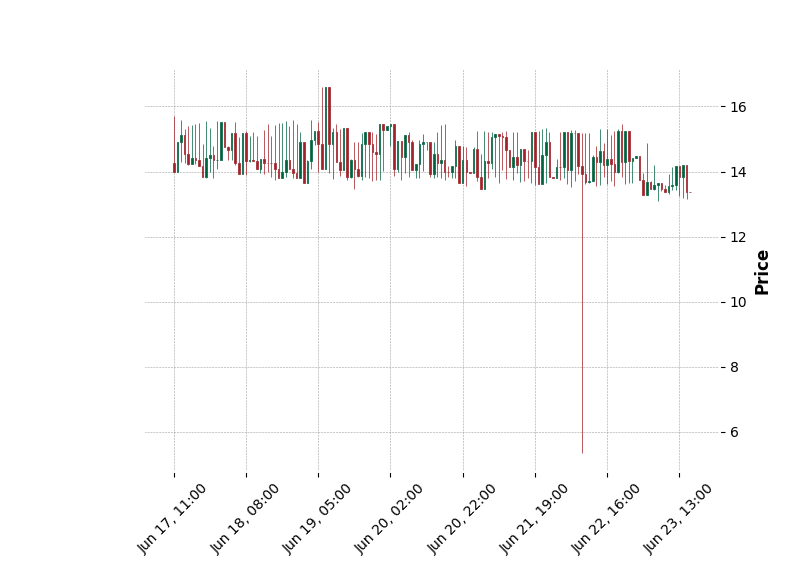 16
14
12
10
8
6
Price
Jun 17, 11:00
Jun 18, 08:00
Jun 19, 05:00
Jun 20, 02:00
Jun 20, 22:00
Jun 21, 19:00
Jun 22, 16:00
Jun 23, 13:00